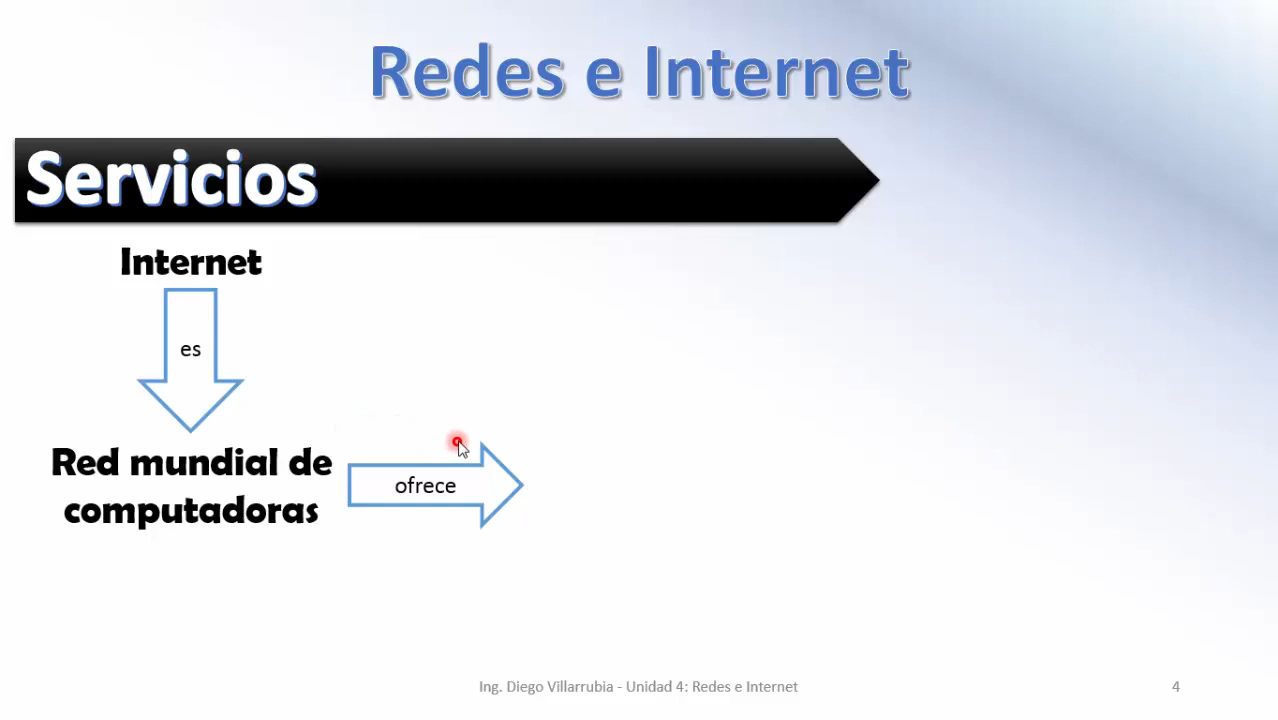 Redes e Internet
Servicios
Internet
es
Red mundial de
computadoras
ofrece
Ing. Diego Villarrubia - Unidad 4: Redes e Internet
4